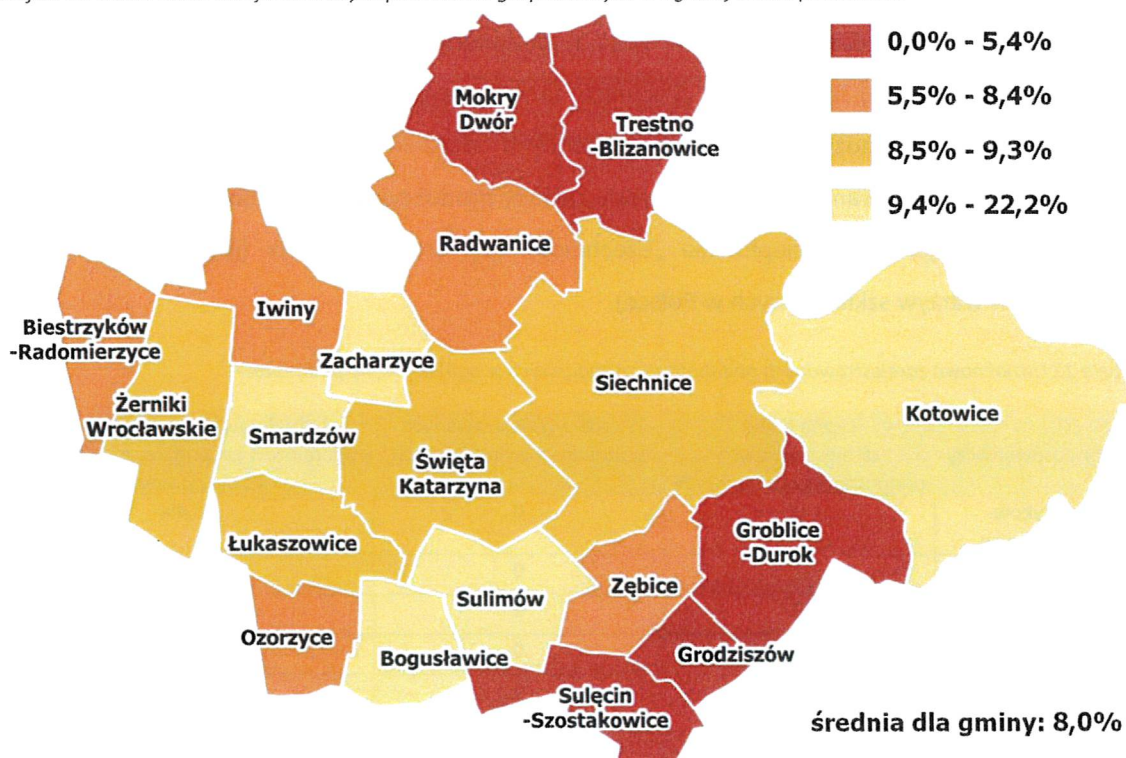 0,0% - 5,4%
5,5% - 8,4%
8,5% - 9,3%
9,4% - 22,2%
Mokry
Dwór
Trestno
-Blizanowice
Radwanice
Iwiny
Biestrzyków
-Radomierzyce
Zacharzyce
Siechnice
Żerniki
Wrocławskie
Smardzów
Kotowice
Święta
Katarzyna
Łukaszowice
Groblice
-Durok
Zębice
Sulimów
Ozorzyce
Bogusławice
Grodziszów
Sulęcin
-Szostakowice
średnia dla gminy: 8,0%